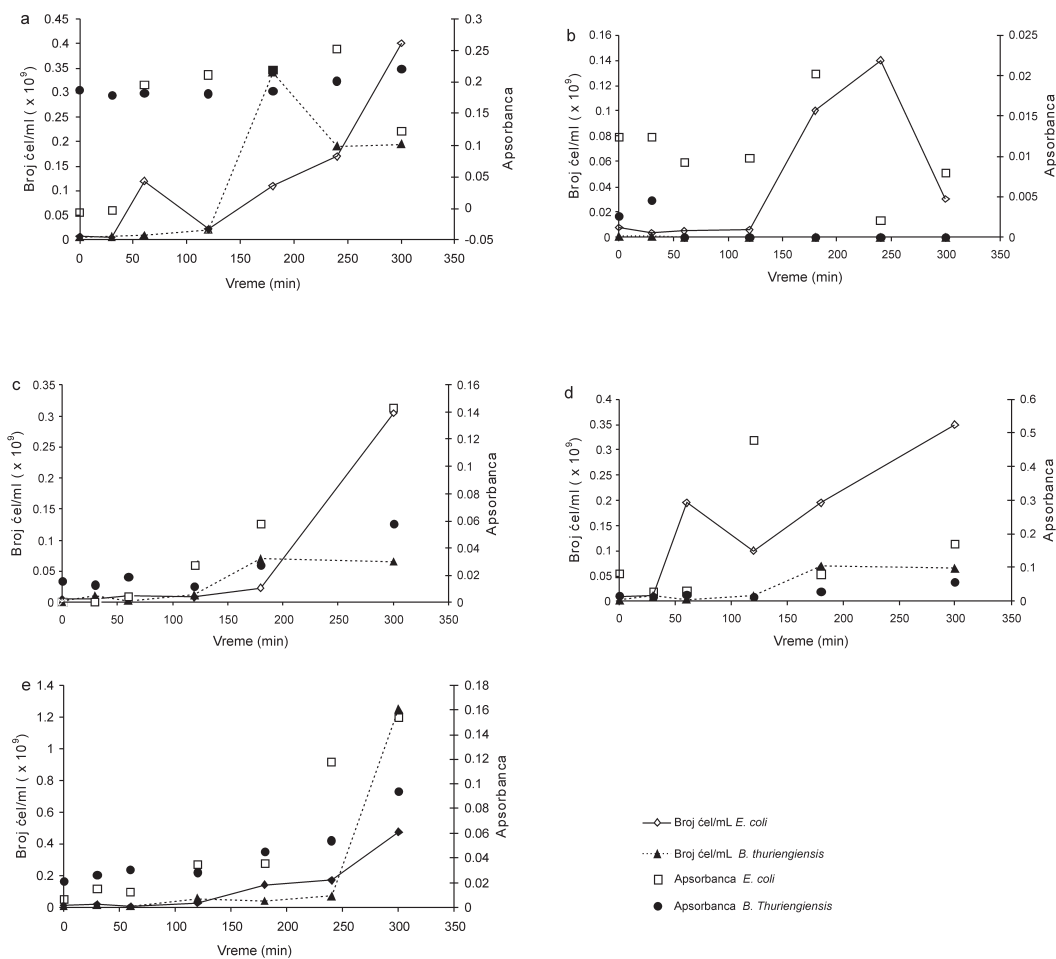 a
0.45
0.4
0.35
0.3
0.25
0.2
0.15
0.1
0.05
0
Broj ćel/ml ( x 10⁹)
0.3
0.25
0.2
0.15
0.1
0.05
0
-0.05
Apsorbanca
0 50 100 150 200 250 300 350
Vreme (min)
b
0.16
0.14
0.12
0.1
0.08
0.06
0.04
0.02
0
Broj ćel/ml ( x 10⁹)
0.025
0.02
0.015
0.01
0.005
0
Apsorbanca
0 50 100 150 200 250 300 350
Vreme (min)
c
0.35
0.3
0.25
0.2
0.15
0.1
0.05
0
Broj ćel/ml ( x 10⁹)
0.16
0.14
0.12
0.1
0.08
0.06
0.04
0.02
0
Apsorbanca
0 50 100 150 200 250 300 350
Vreme (min)
d
0.4
0.35
0.3
0.25
0.2
0.15
0.1
0.05
0
Broj ćel/ml ( x 10⁹)
0.6
0.5
0.4
0.3
0.2
0.1
0
Apsorbanca
0 50 100 150 200 250 300 350
Vreme (min)
e
1.4
1.2
1
0.8
0.6
0.4
0.2
0
Broj ćel/ml ( x 10⁹)
0.18
0.16
0.14
0.12
0.1
0.08
0.06
0.04
0.02
0
Apsorbanca
0 50 100 150 200 250 300 350
Vreme (min)
Broj ćel/mL E. coli
Broj ćel/mL B. thuriengiensis
Apsorbanca E. coli
Apsorbanca B. Thuriengiensis